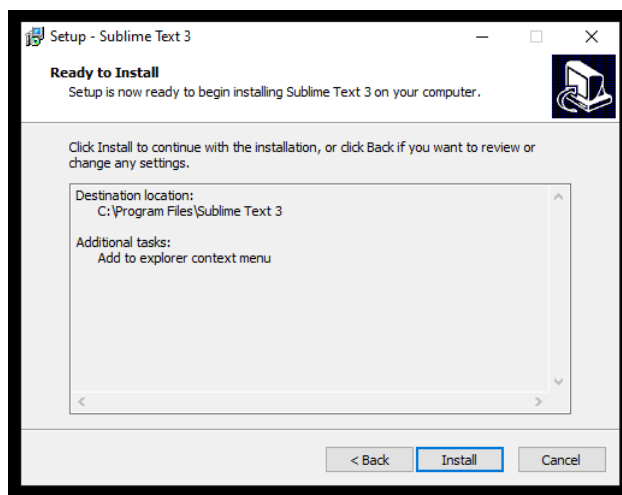 Setup - Sublime Text 3
Ready to Install
Setup is now ready to begin installing Sublime Text 3 on your computer.
Click Install to continue with the installation, or click Back if you want to review or
change any settings.
Destination location:
C:\Program Files\Sublime Text 3
Additional tasks:
Add to explorer context menu
< Back Install Cancel